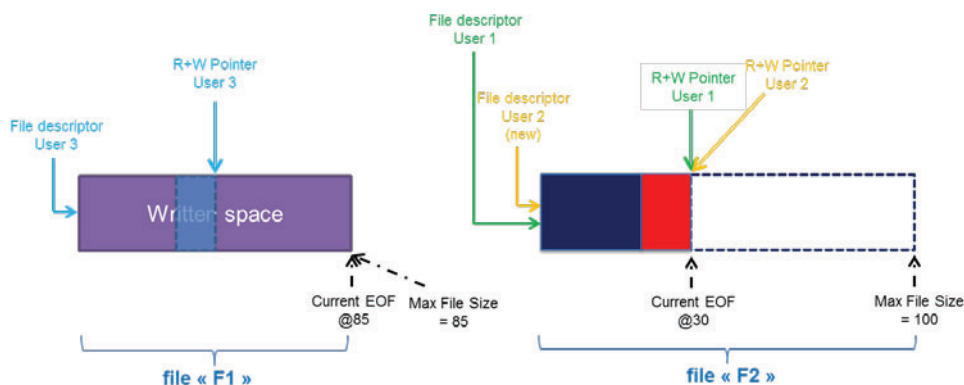 File descriptor
User 1
R+W Pointer
User 3
R+W Pointer
User 1
R+W Pointer
User 2
File descriptor
User 2
(new)
File descriptor
User 3
Written space
Current EOF
@85
Max File Size
= 85
Current EOF
@30
Max File Size
= 100
file « F1 »
file « F2 »